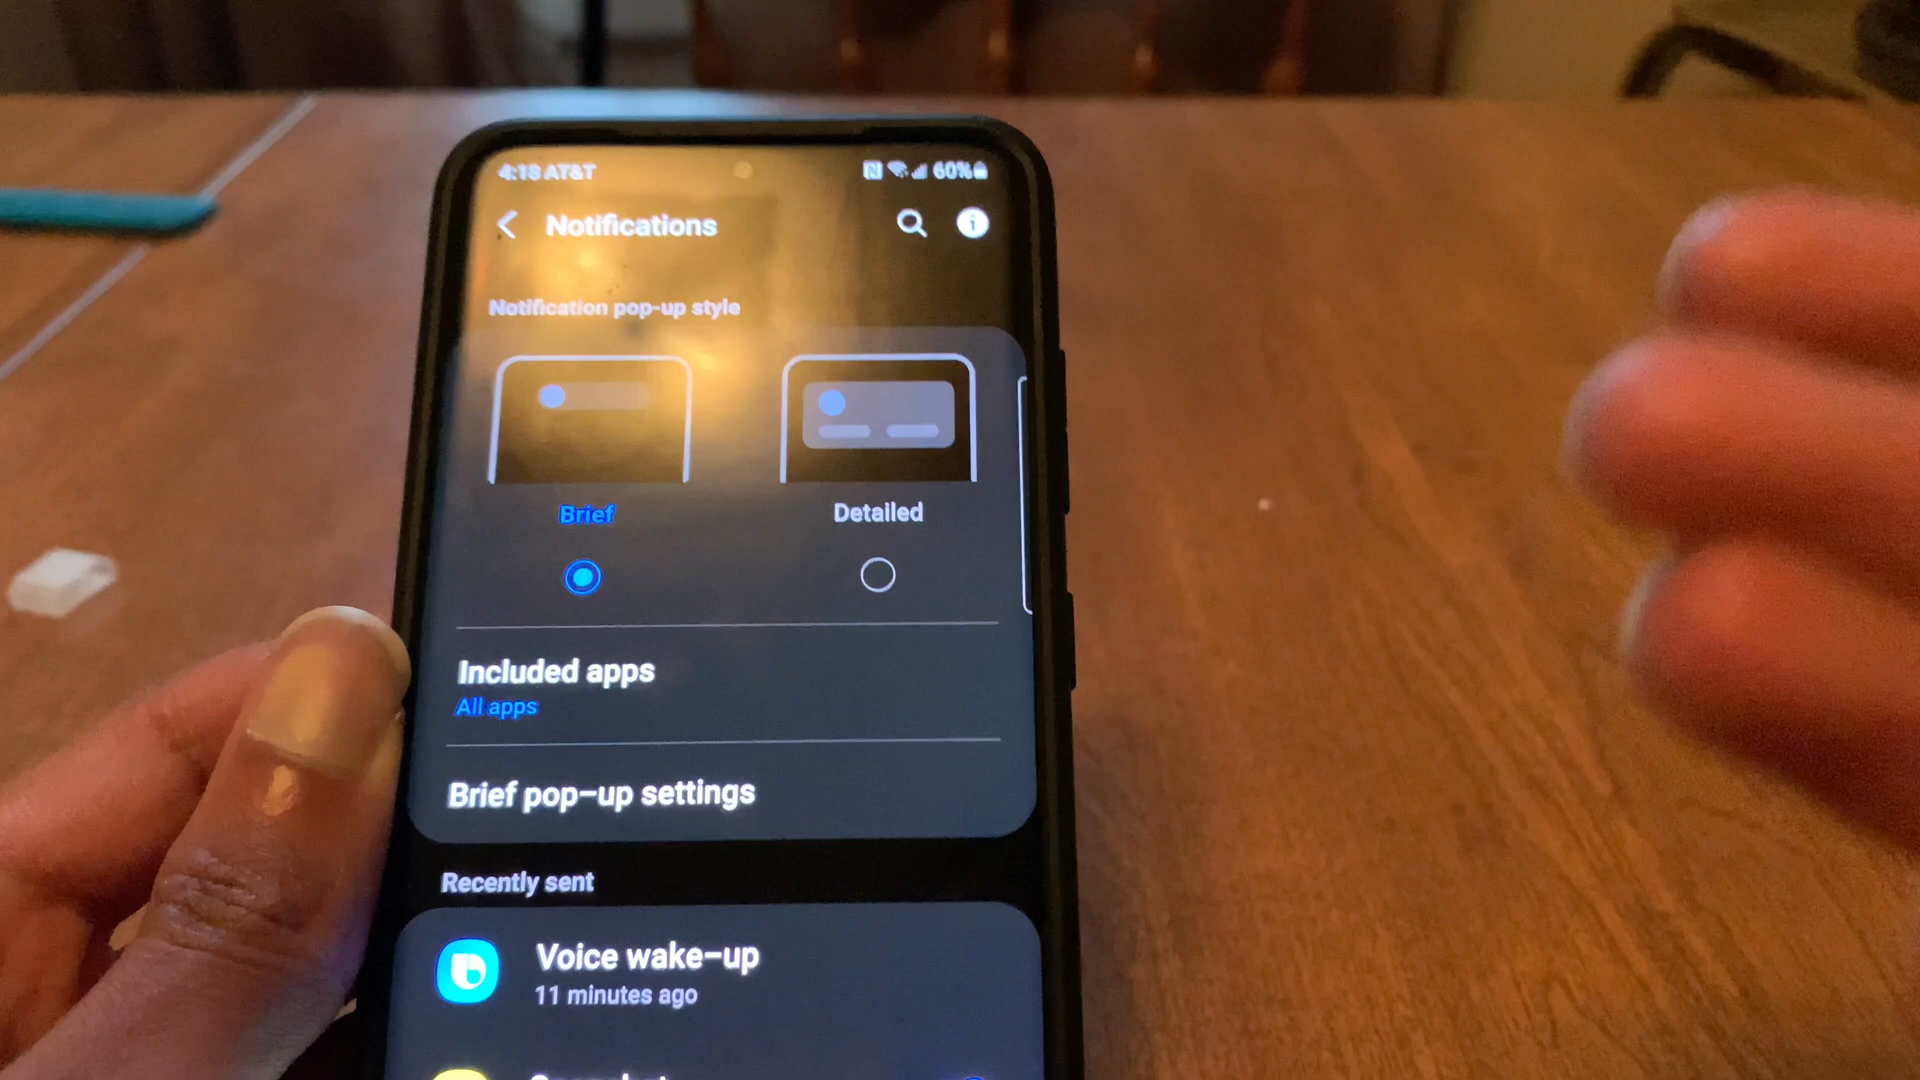 4:18 AT&T 60%
Notifications
Notification pop-up style
Brief Detailed
Included apps
All apps
Brief pop-up settings
Recently sent
Voice wake-up
11 minutes ago